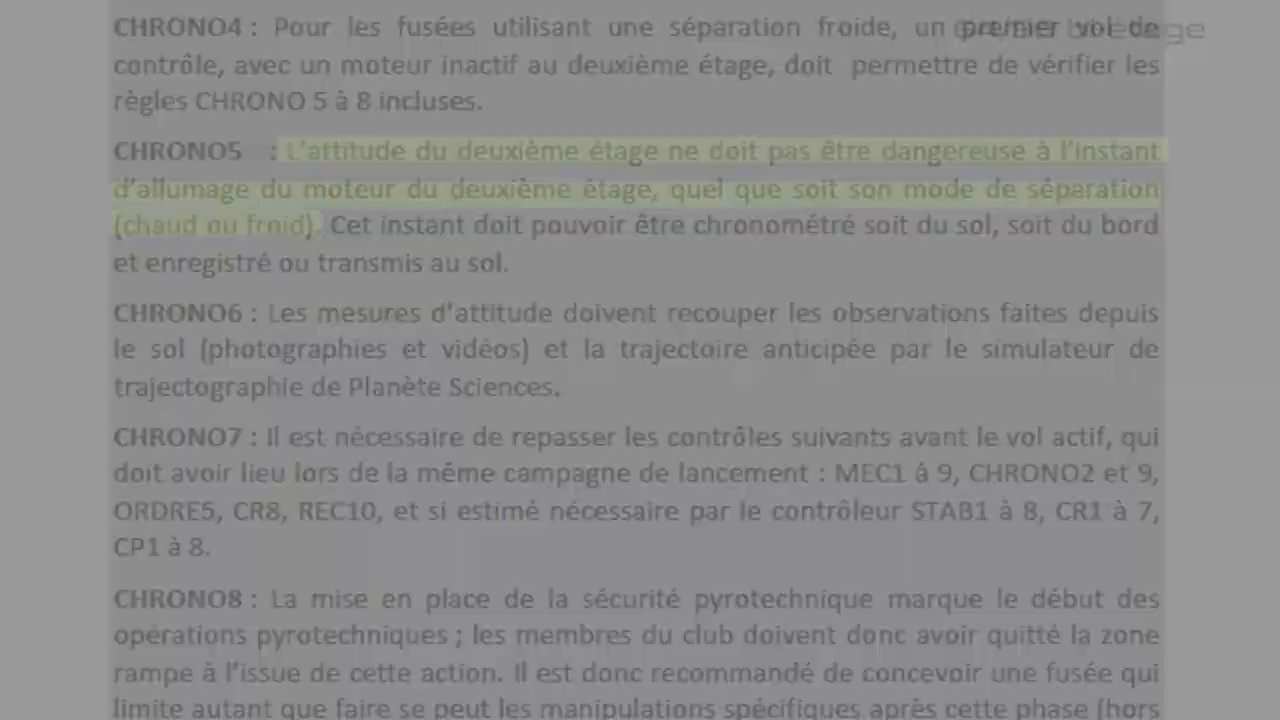 CHRONO4 : Pour les fusées utilisant une séparation froide, un premier vol de
contrôle, avec un moteur inactif au deuxième étage, doit permettre de vérifier les
règles CHRONO 5 à 8 incluses.
CHRONO5 : L'attitude du deuxième étage ne doit pas être dangereuse à l'instant
d'allumage du moteur du deuxième étage, quel que soit son mode de séparation
(chaud ou froid). Cet instant doit pouvoir être chronométré soit du sol, soit du bord
et enregistré ou transmis au sol.
CHRONO6 : Les mesures d'attitude doivent recouper les observations faites depuis
le sol (photographies et vidéos) et la trajectoire anticipée par le simulateur de
trajectographie de Planète Sciences.
CHRONO7 : Il est nécessaire de repasser les contrôles suivants avant le vol actif, qui
doit avoir lieu lors de la même campagne de lancement : MEC1 à 9, CHRONO2 et 9,
ORDRE5, CR8, REC10, et si estimé nécessaire par le contrôleur STAB1 à 8, CR1 à 7,
CP1 à 8.
CHRONO8 : La mise en place de la sécurité pyrotechnique marque le début des
opérations pyrotechniques ; les membres du club doivent donc avoir quitté la zone
rampe à l'issue de cette action. Il est donc recommandé de concevoir une fusée qui
limite autant que faire se peut les manipulations spécifiques après cette phase (hors